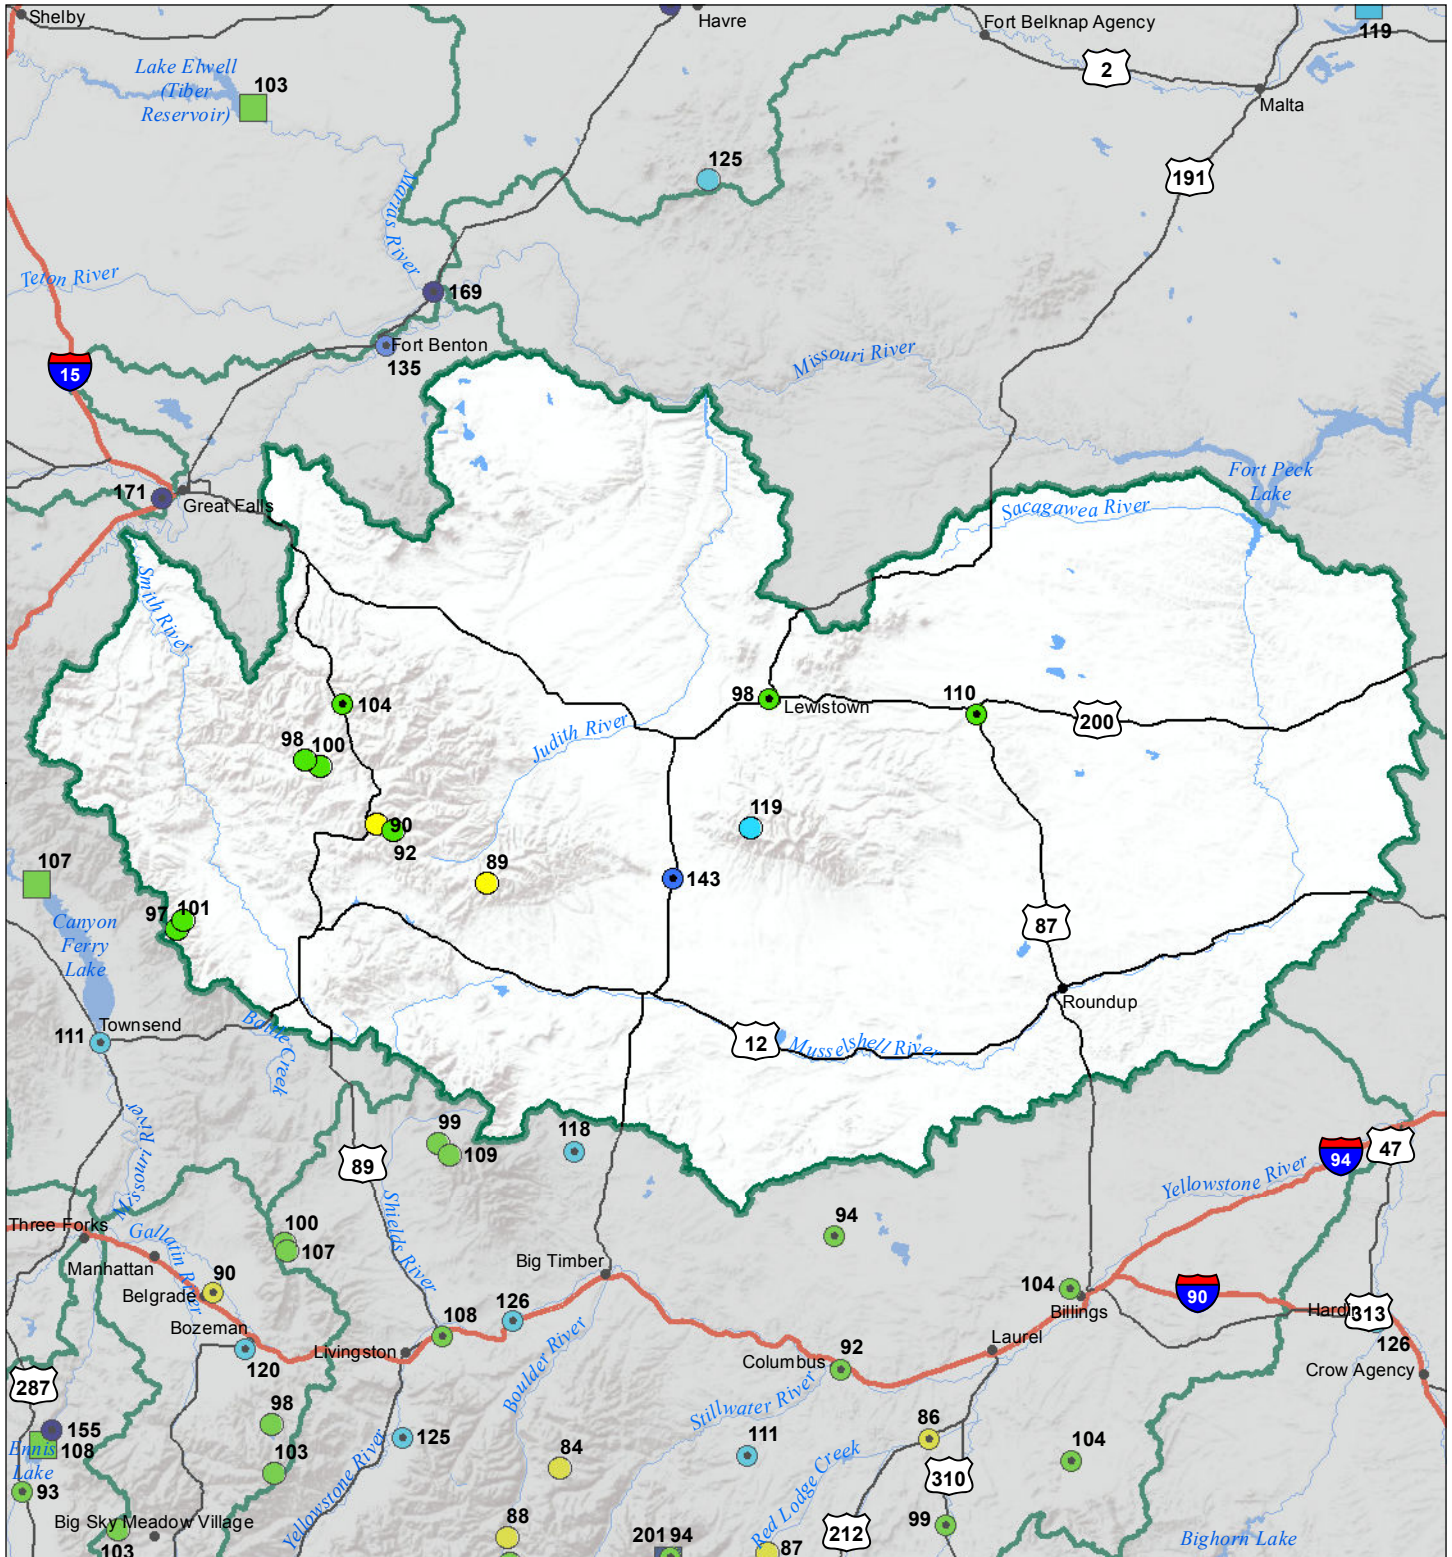 Shelby
Havre
Fort Belknap Agency
119
2
Lake Elwell
(Tiber
Reservoir)
103
Malta
125
191
Marias River
Teton River
169
Fort Benton
135
15
Missouri River
Fort Peck
Lake
171
Great Falls
Sacagawea River
Smith River
104
98
Lewistown
110
200
Judith River
98
100
90
92
119
89
143
107
97
101
Canyon
Ferry
Lake
87
Roundup
111
Townsend
Battle Creek
12
Musselshell River
Missouri River
99
109
118
89
94
47
Yellowstone River
Shields River
Three Forks
Gallatin River
100
107
94
Manhattan
Big Timber
Belgrade
90
104
Billings
90
Hardin
313
126
Bozeman
108
126
Boulder River
Laurel
120
Livingston
Columbus
92
Crow Agency
287
98
Stillwater River
155
108
Ennis
Lake
125
86
103
84
111
Red Lodge Creek
104
93
Yellowstone River
310
Big Sky Meadow Village
88
99
103
201
94
87
212
Bighorn Lake